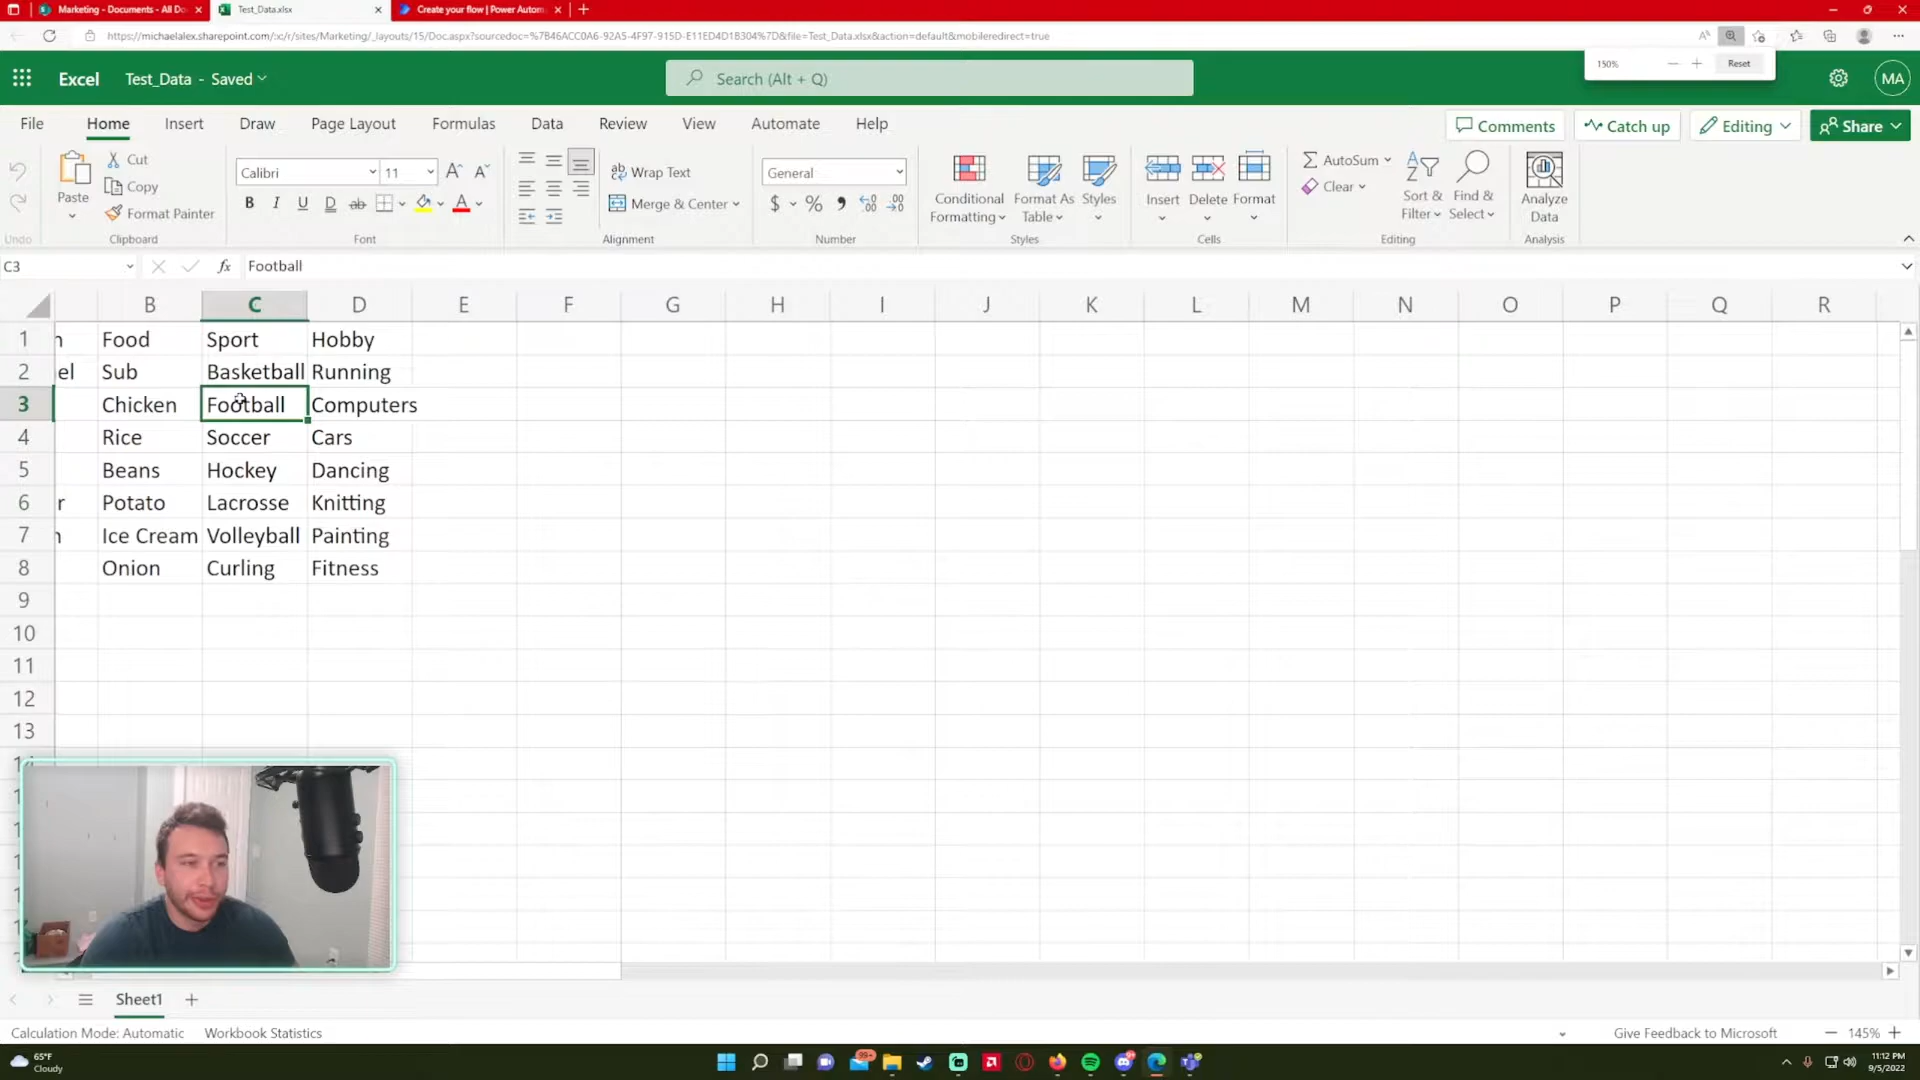 Marketing - Documents - All Do
Test_Data.xlsx
Create your flow | Power Autom
https://michaelalex.sharepoint.com/:x:/r/sites/Marketing/_layouts/15/Doc.aspx?sourcedoc=%7B46ACC0A6-92A5-4F97-915D-E11ED4D1B304%7D&file=Test_Data.xlsx&action=default&mobileredirect=true
150%
Reset
Excel
Test_Data - Saved
Search (Alt + Q)
MA
File Home Insert Draw Page Layout Formulas Data Review View Automate Help
Comments
Catch up
Editing
Share
Paste
Cut
Copy
Format Painter
Calibri
11
B I U D ab
A
Wrap Text
Merge & Center
General
$ % ,
Conditional Formatting
Format As Table
Styles
Insert
Delete
Format
AutoSum
Clear
Sort & Filter
Find & Select
Analyze Data
Undo Clipboard Font Alignment Number Styles Cells Editing Analysis
C3
fx
Football
B C D E F G H I J K L M N O P Q R
1 n Food Sport Hobby
2 el Sub Basketball Running
3 Chicken Football Computers
4 Rice Soccer Cars
5 Beans Hockey Dancing
6 r Potato Lacrosse Knitting
7 n Ice Cream Volleyball Painting
8 Onion Curling Fitness
9
10
11
12
13
Sheet1
Calculation Mode: Automatic Workbook Statistics
Give Feedback to Microsoft
145%
65°F
Cloudy
99+
11:12 PM
9/5/2022